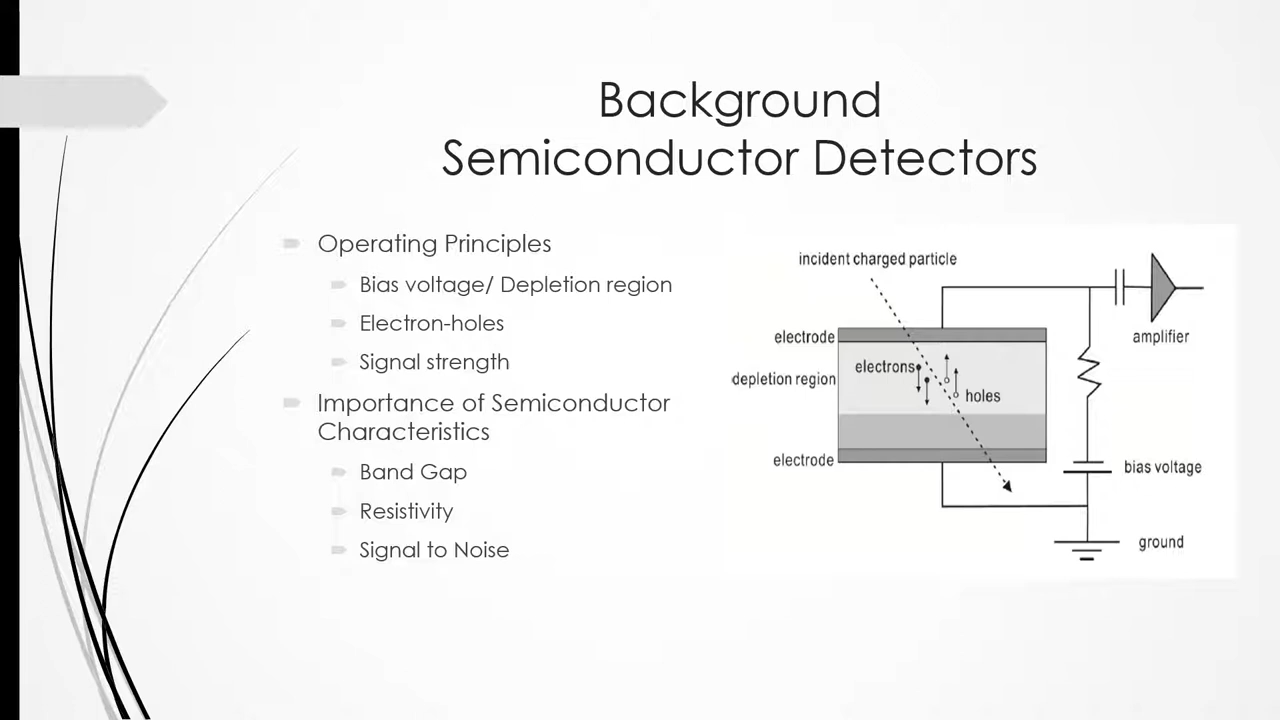 Background
Semiconductor Detectors
Operating Principles
Bias voltage/ Depletion region
Electron-holes
Signal strength
Importance of Semiconductor
Characteristics
Band Gap
Resistivity
Signal to Noise
incident charged particle
amplifier
electrode
electrons
depletion region
holes
electrode
bias voltage
ground